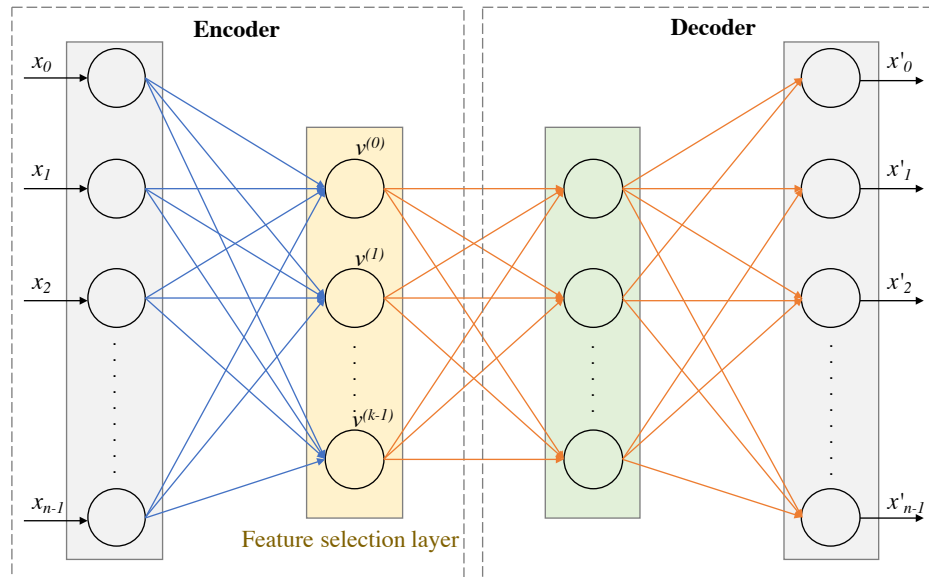 Encoder
Decoder
x0
x1
x2
xn-1
v(0)
v(1)
v(k-1)
Feature selection layer
x'0
x'1
x'2
x'n-1